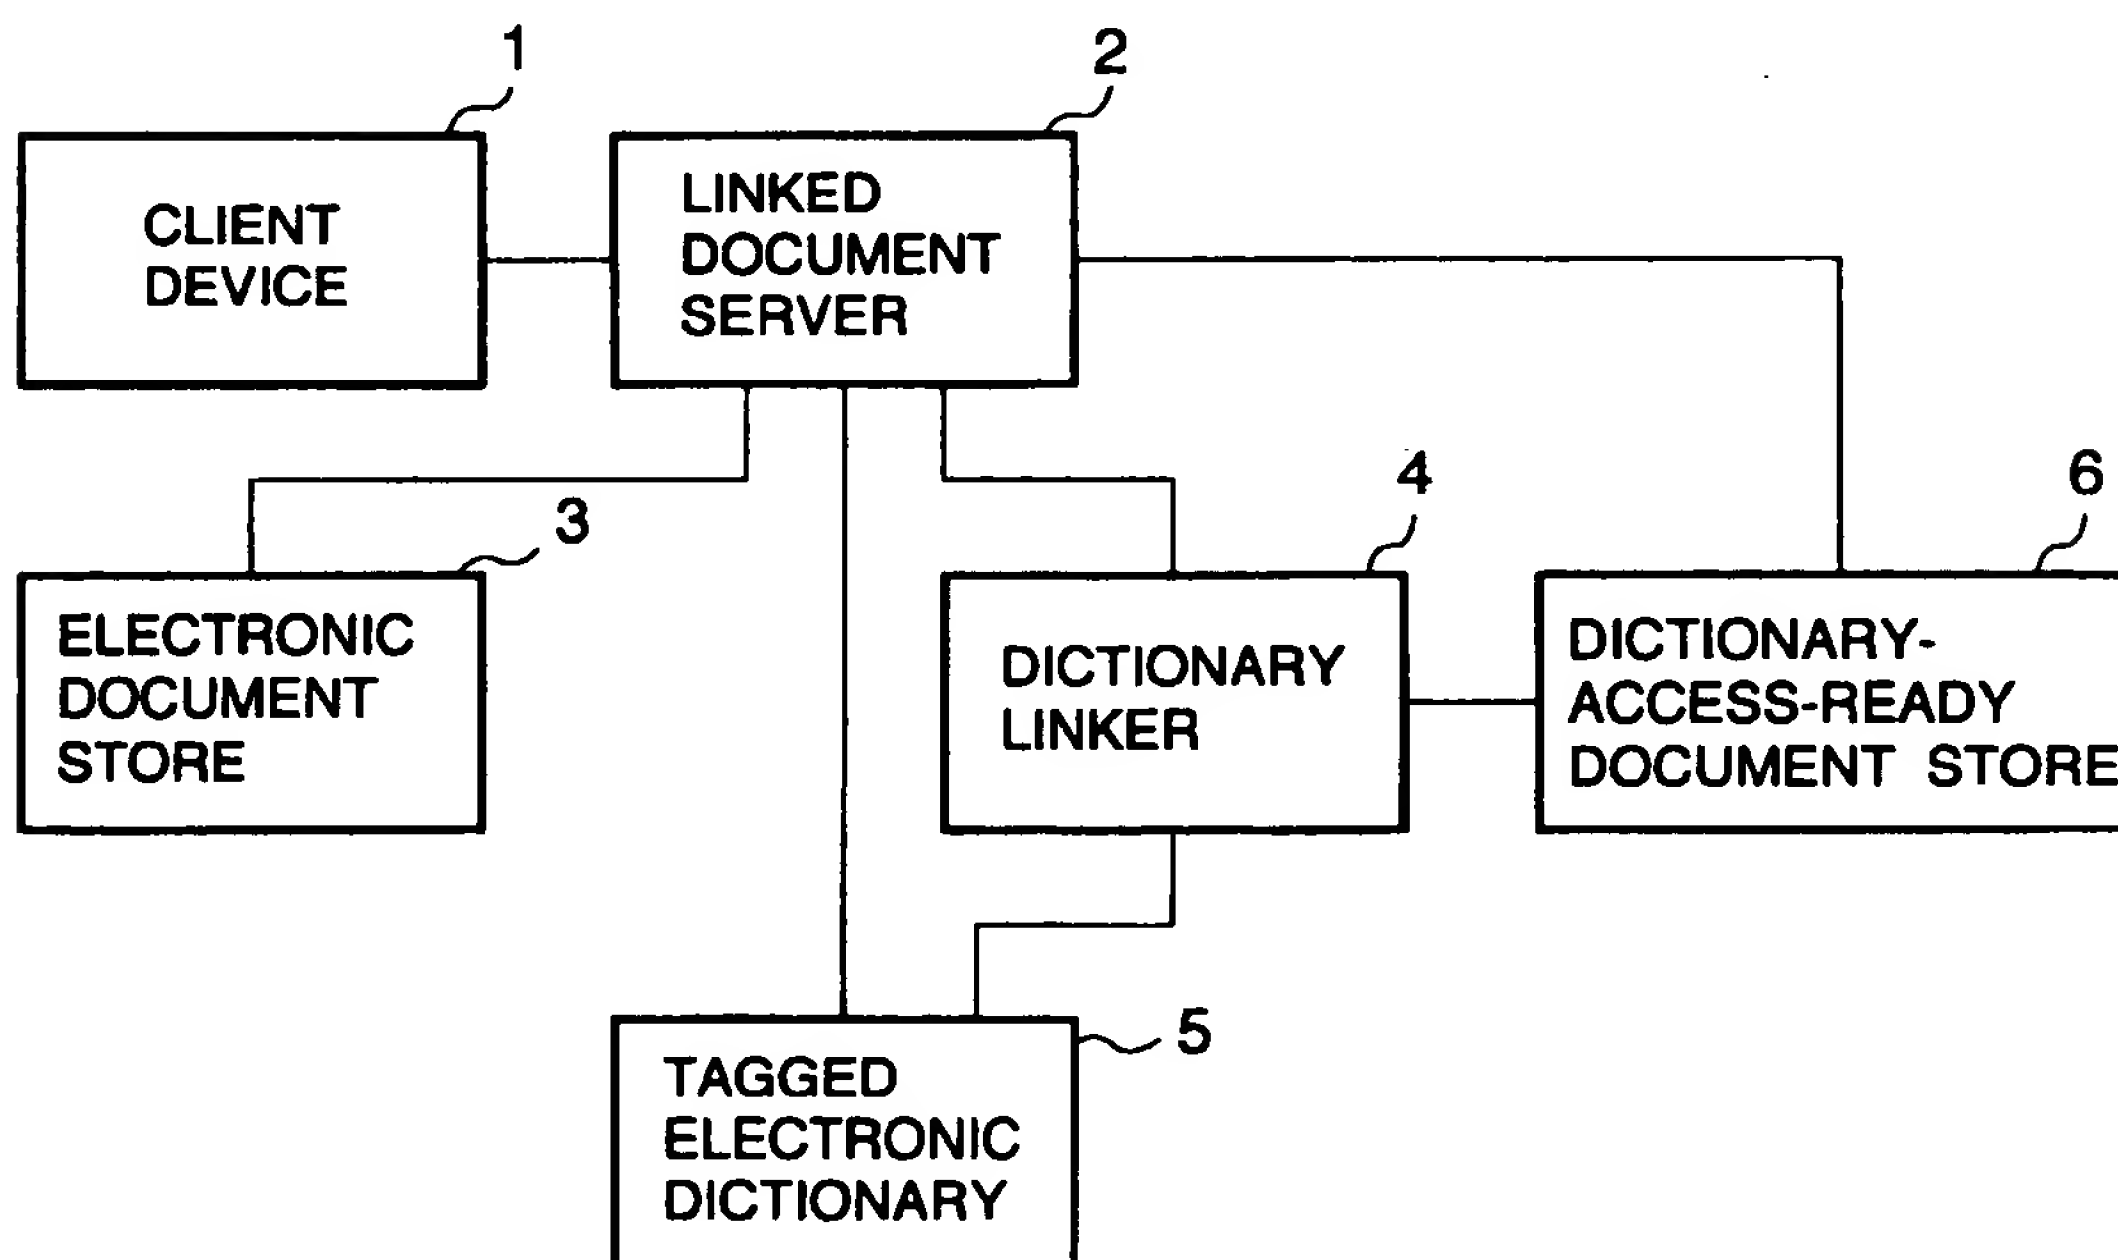 1
2
CLIENT
DEVICE
LINKED
DOCUMENT
SERVER
3
4
6
ELECTRONIC
DOCUMENT
STORE
DICTIONARY
LINKER
DICTIONARY-
ACCESS-READY
DOCUMENT STORE
5
TAGGED
ELECTRONIC
DICTIONARY